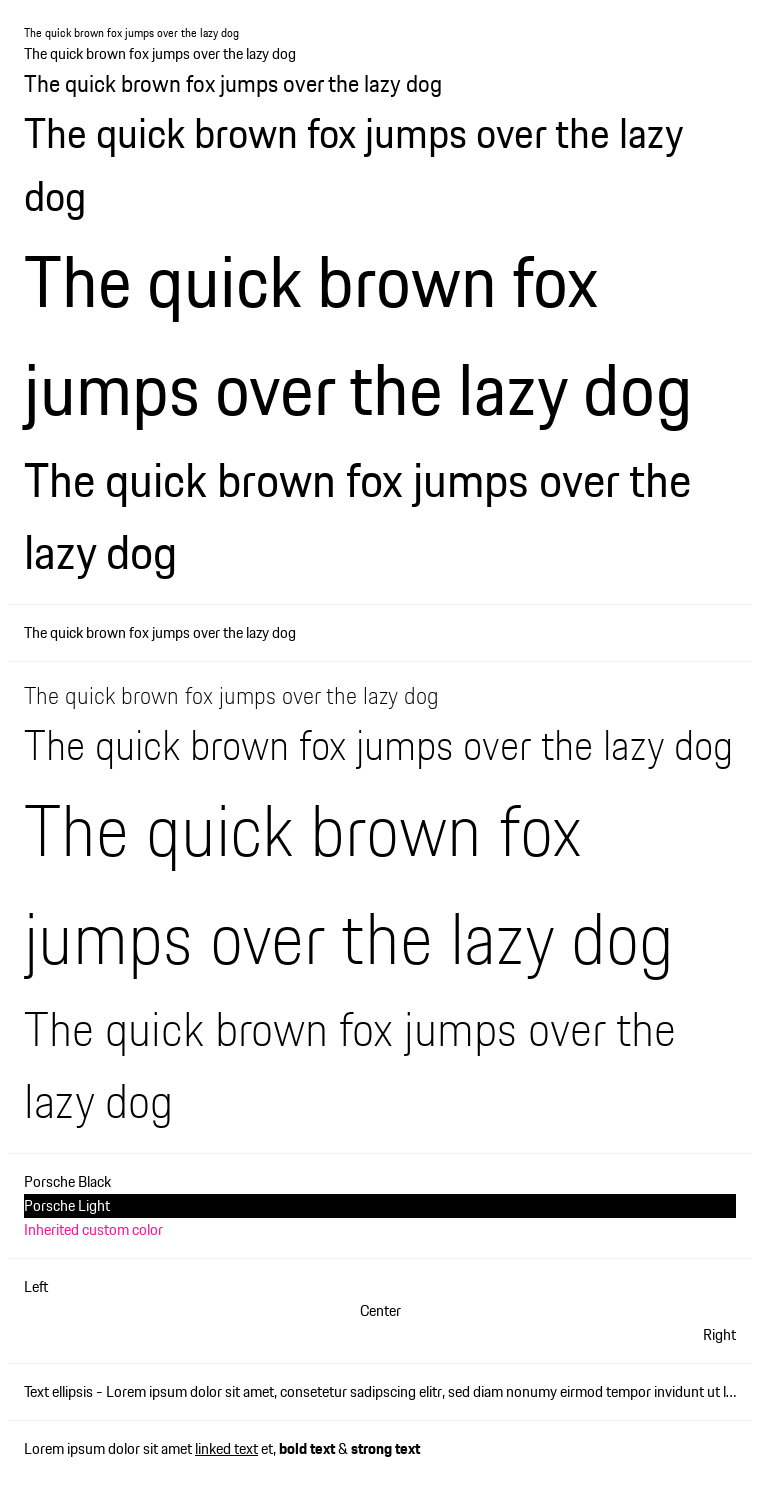 The quick brown fox jumps over the lazy dog
The quick brown fox jumps over the lazy dog
The quick brown fox jumps over the lazy dog
The quick brown fox jumps over the lazy
dog
The quick brown fox
jumps over the lazy dog
The quick brown fox jumps over the
lazy dog
The quick brown fox jumps over the lazy dog
The quick brown fox jumps over the lazy dog
The quick brown fox jumps over the lazy dog
The quick brown fox
jumps over the lazy dog
The quick brown fox jumps over the
lazy dog
Porsche Black
Porsche Light
Inherited custom color
Left
Center
Right
Text ellipsis - Lorem ipsum dolor sit amet, consetetur sadipscing elitr, sed diam nonumy eirmod tempor invidunt ut l…
Lorem ipsum dolor sit amet linked text et, bold text & strong text